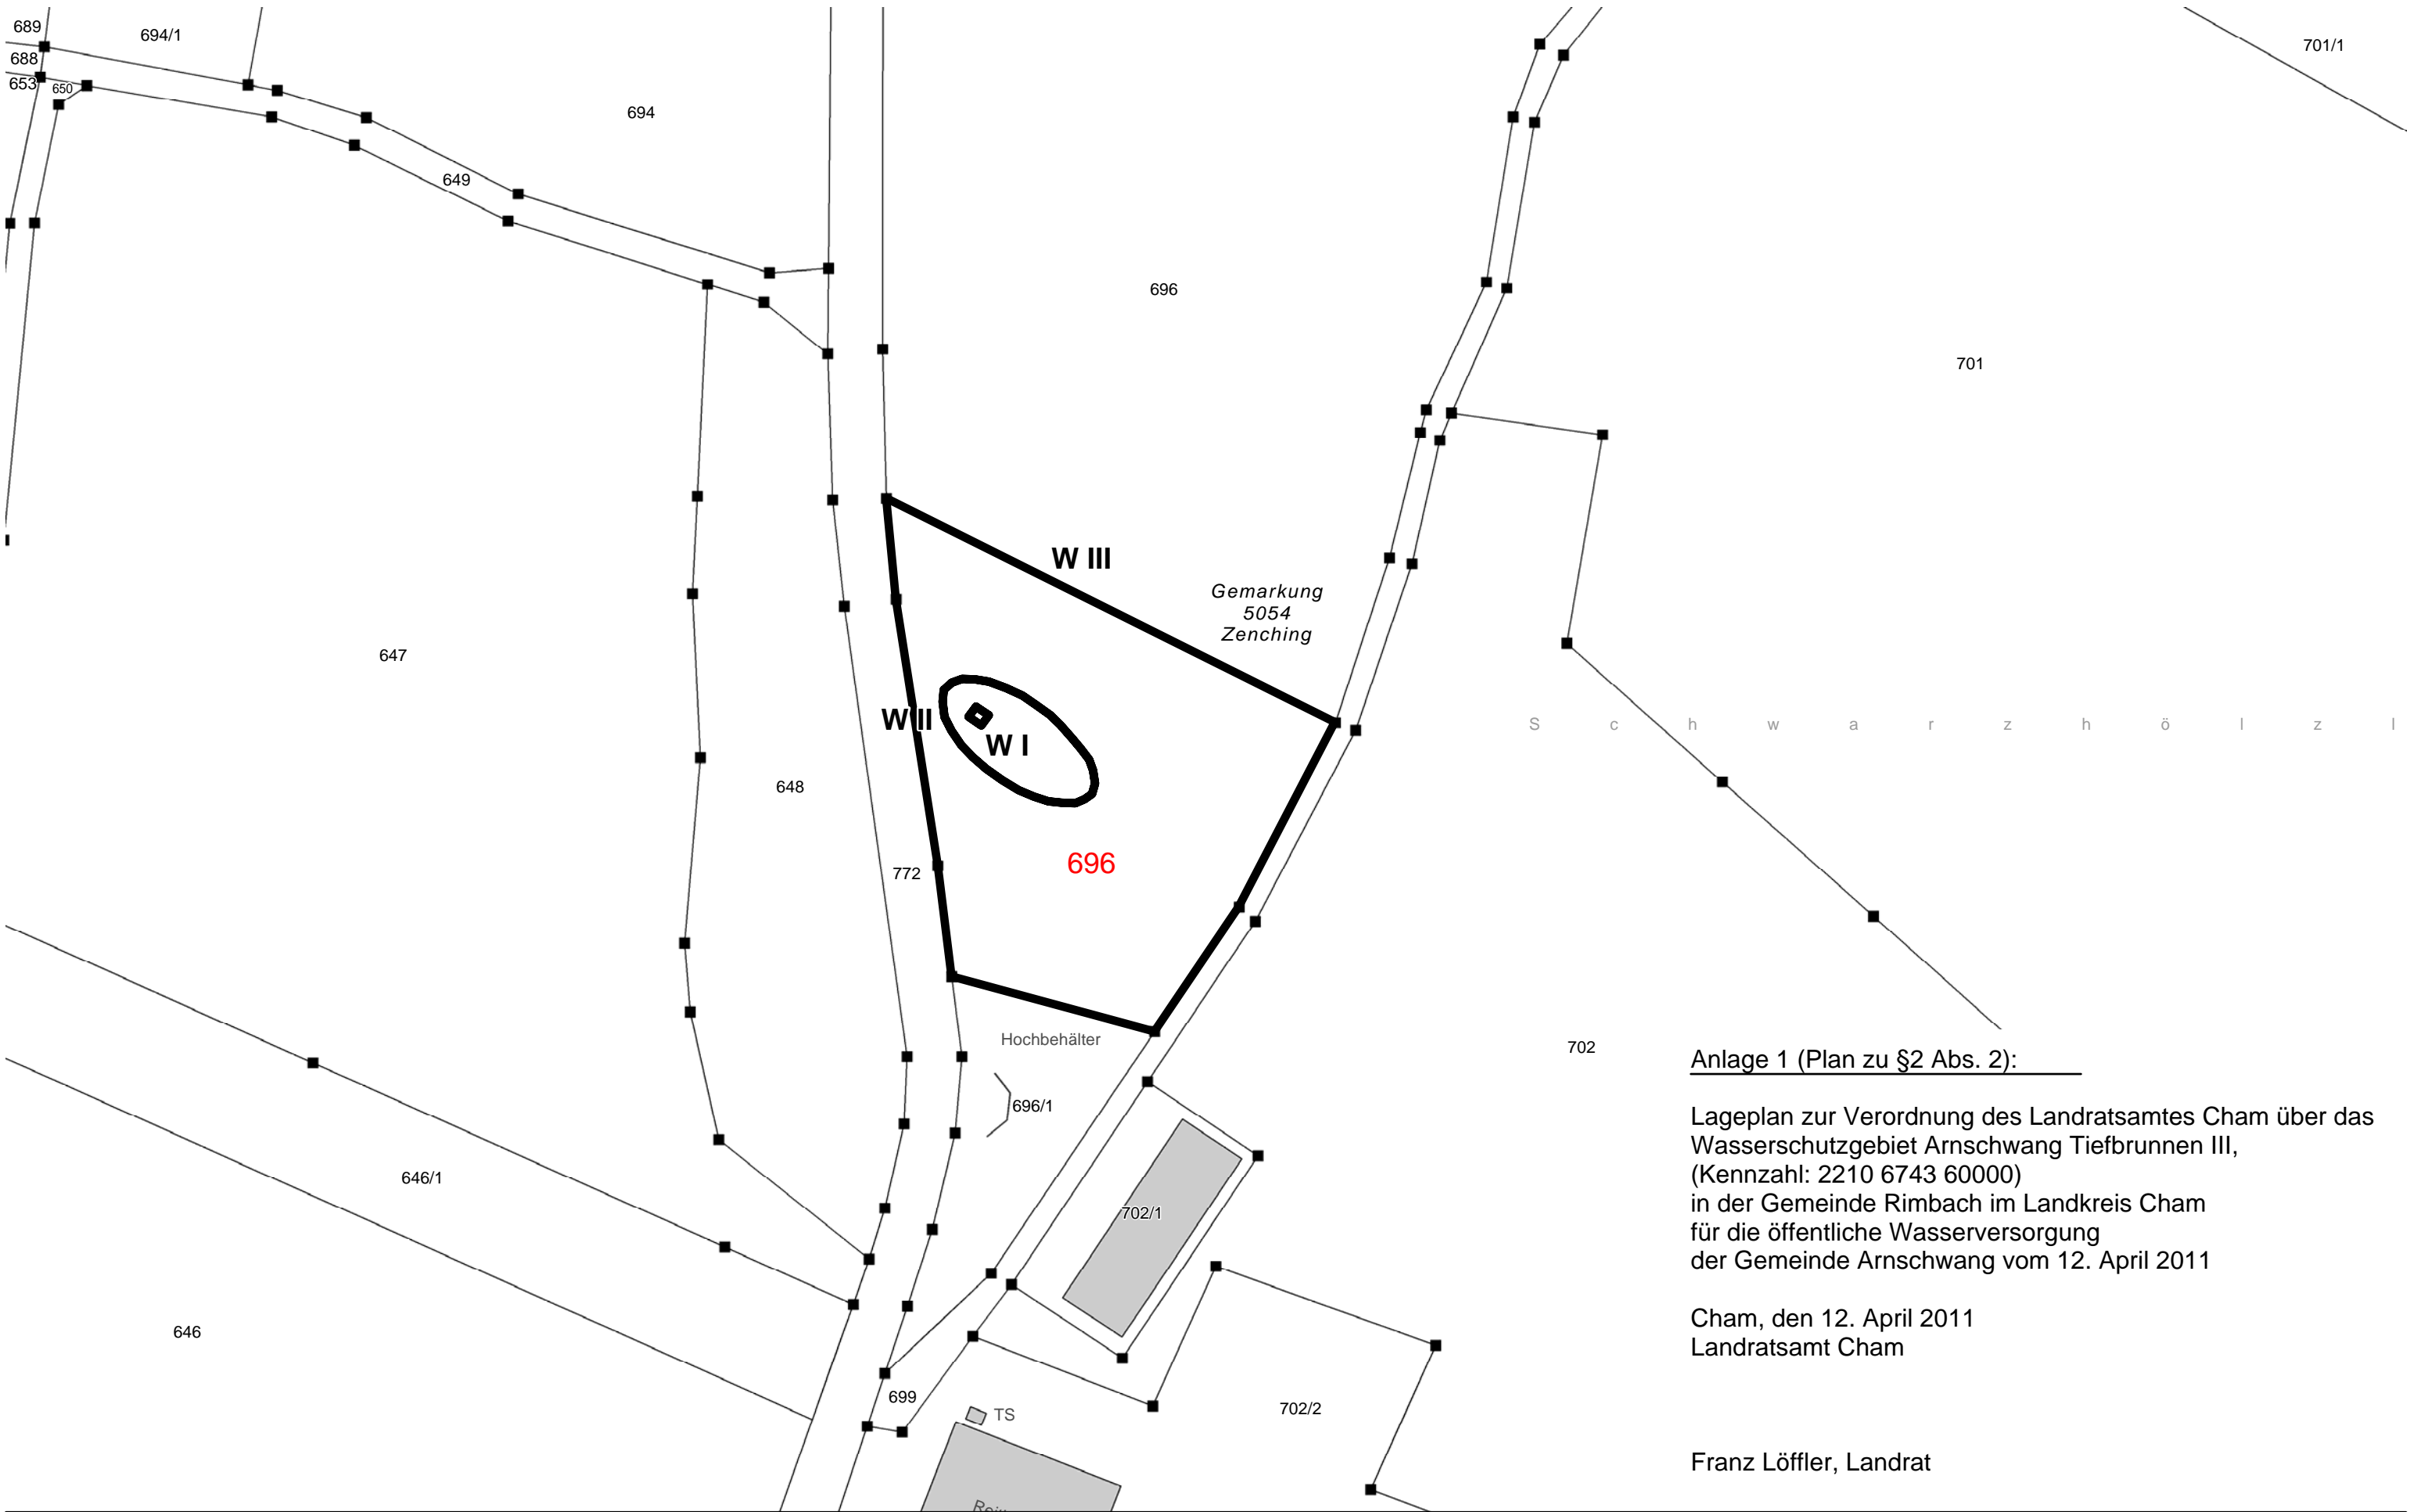 689
694/1
701/1
688
653
650
694
649
696
701
W III
Gemarkung
5054
Zenching
647
W II
W I
Schwarzhölzl
648
696
772
Hochbehälter
702
696/1
646/1
702/1
646
699
TS
702/2
Anlage 1 (Plan zu §2 Abs. 2):
Lageplan zur Verordnung des Landratsamtes Cham über das
Wasserschutzgebiet Arnschwang Tiefbrunnen III,
(Kennzahl: 2210 6743 60000)
in der Gemeinde Rimbach im Landkreis Cham
für die öffentliche Wasserversorgung
der Gemeinde Arnschwang vom 12. April 2011
Cham, den 12. April 2011
Landratsamt Cham
Franz Löffler, Landrat